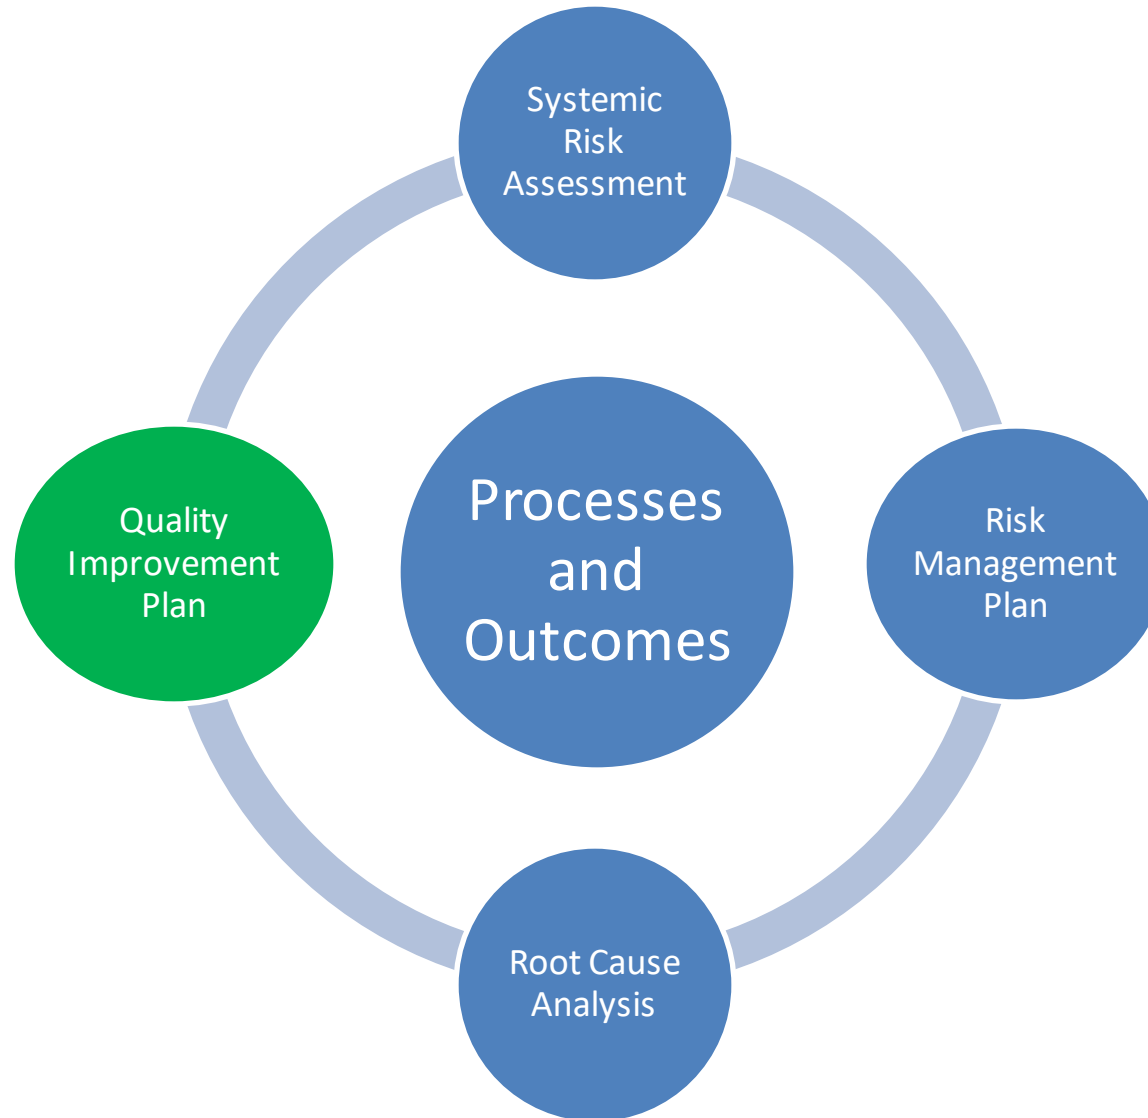 Systemic
Risk
Assessment
Quality
Improvement
Plan
Processes
and
Outcomes
Risk
Management
Plan
Root Cause
Analysis